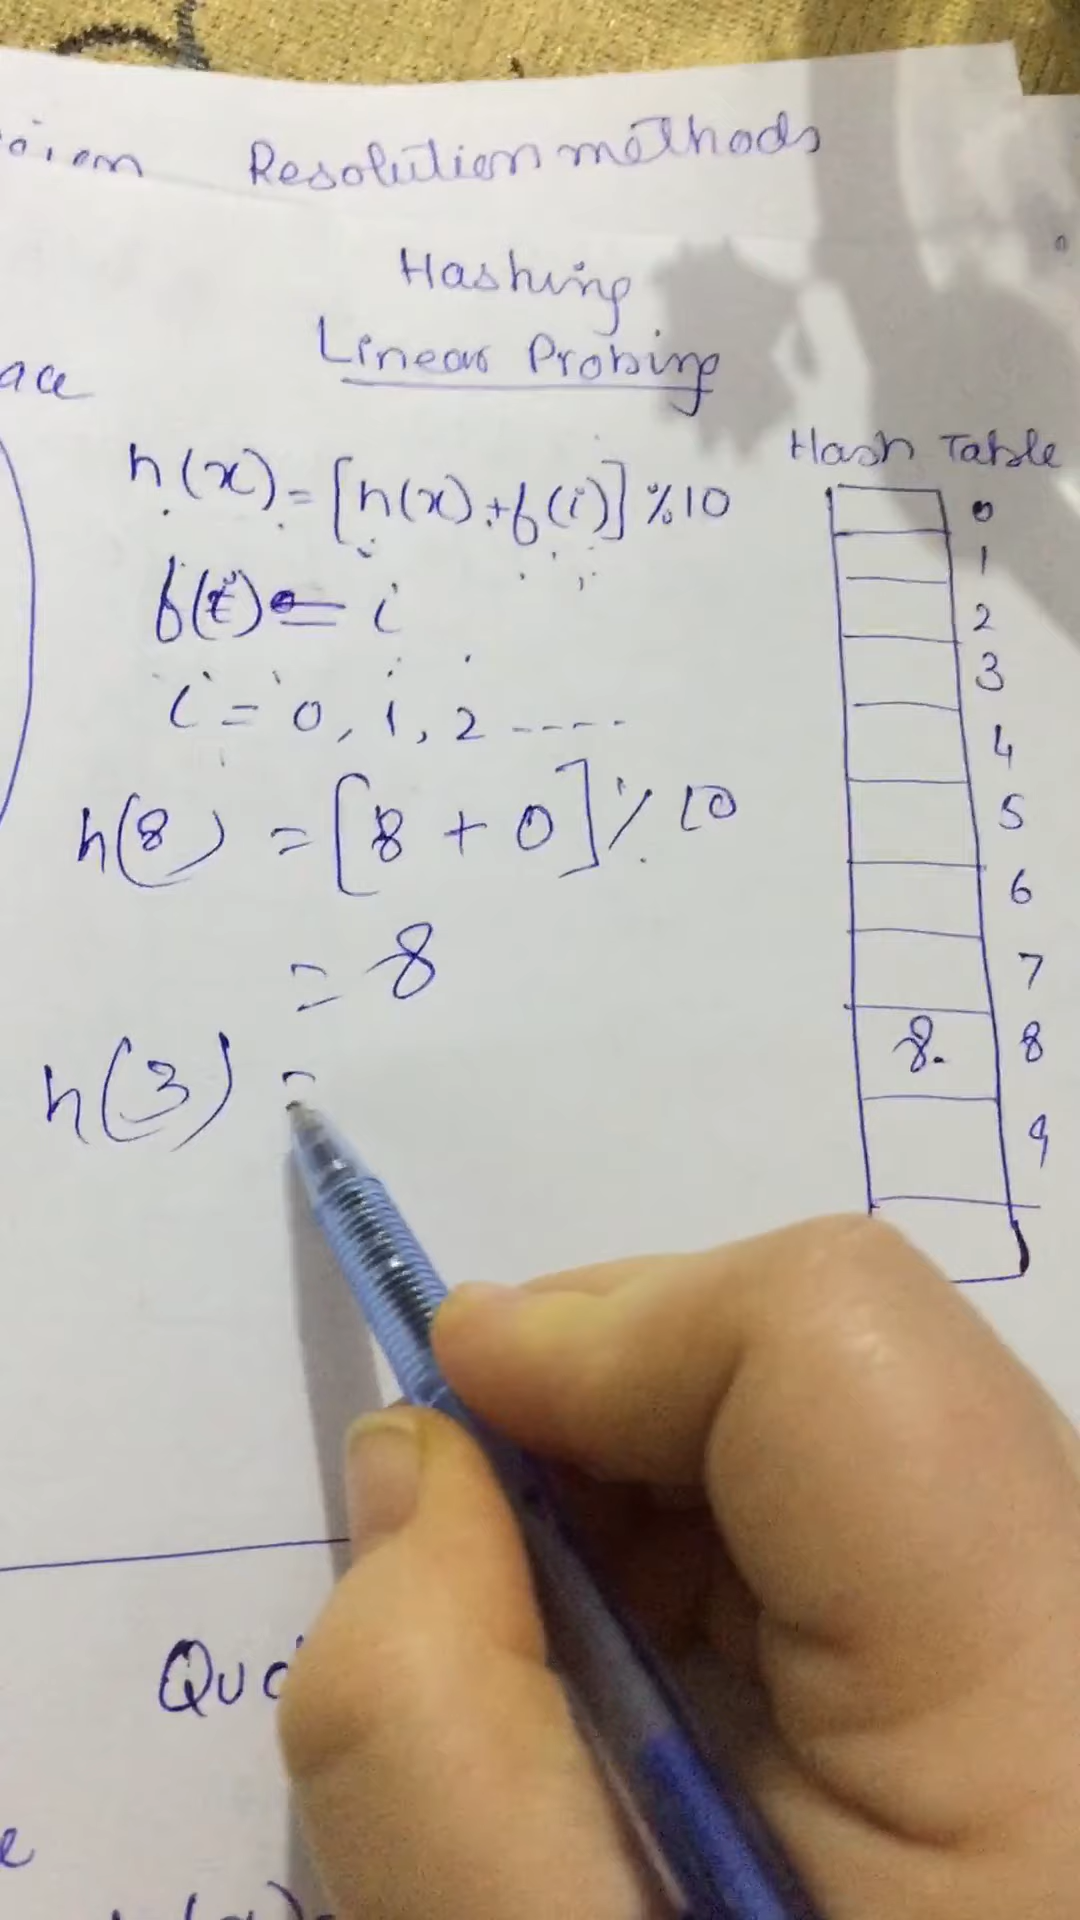 Resolution methods
Hashing
Linear Probing
ace
h(x) = [h(x) + f(i)] % 10
f(i) = i
i = 0, 1, 2 ----
h(8) = [8 + 0] % 10
= 8
h(3) =
Hash Table
0
1
2
3
4
5
6
7
8. 8
9
Qua
e